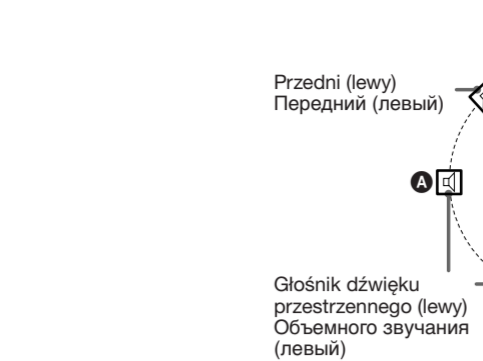 Przedni (lewy)
Передний (левый)
A
Głośnik dźwięku
przestrzennego (lewy)
Объемного звучания
(левый)